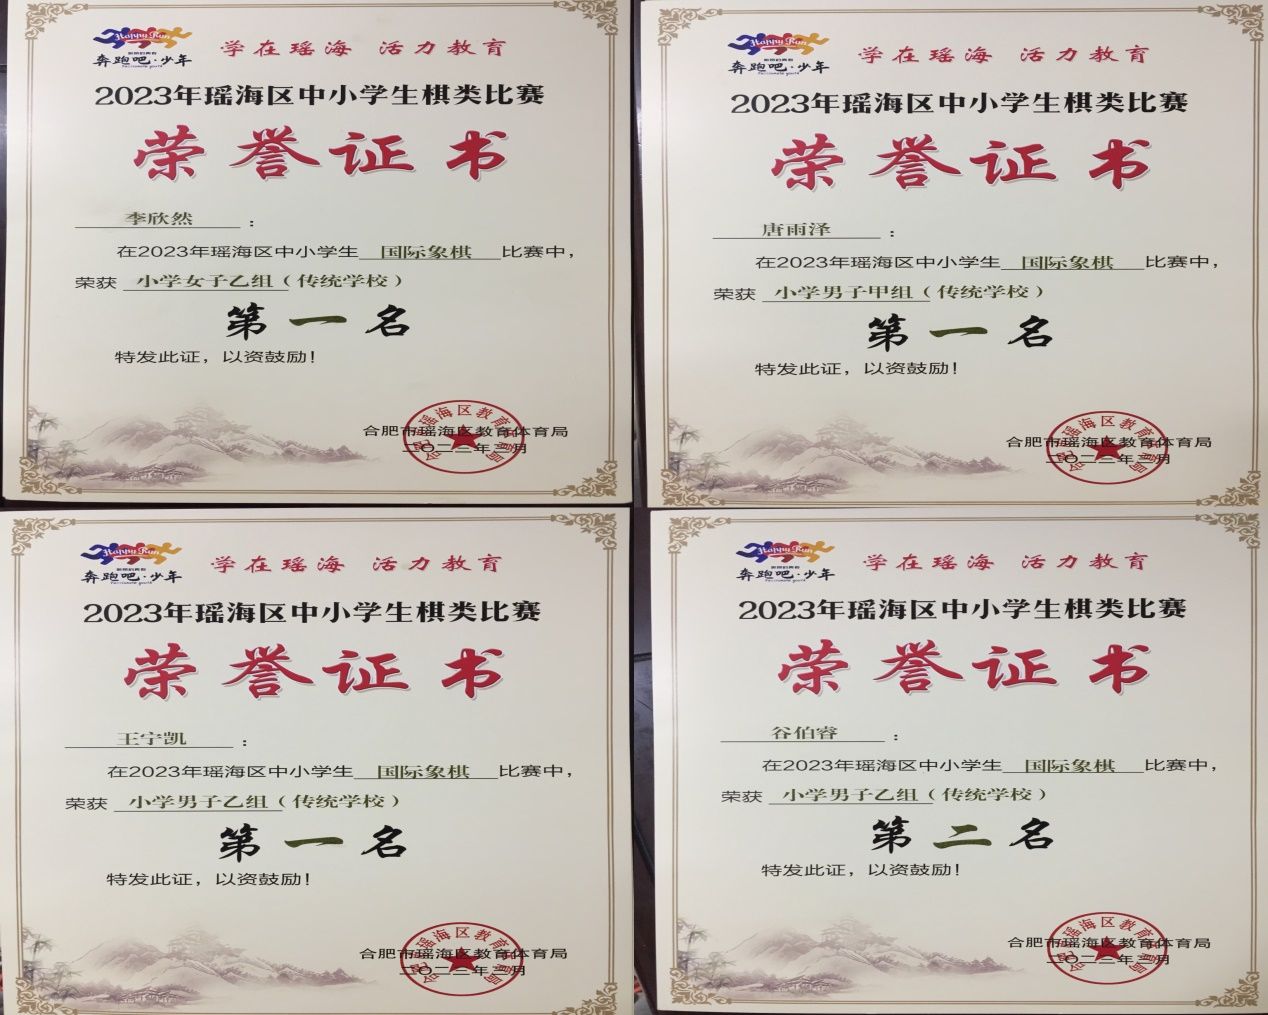 Happy Run
奔跑吧·少年
学在瑶海 活力教育
2023年瑶海区中小学生棋类比赛
荣誉证书
李欣然：
在2023年瑶海区中小学生国际象棋比赛中，
荣获 小学女子乙组（传统学校）
第一名
特发此证，以资鼓励！
合肥市瑶海区教育体育局
Happy Run
奔跑吧·少年
学在瑶海 活力教育
2023年瑶海区中小学生棋类比赛
荣誉证书
唐雨泽：
在2023年瑶海区中小学生国际象棋比赛中，
荣获 小学男子甲组（传统学校）
第一名
特发此证，以资鼓励！
合肥市瑶海区教育体育局
Happy Run
奔跑吧·少年
学在瑶海 活力教育
2023年瑶海区中小学生棋类比赛
荣誉证书
王宇凯：
在2023年瑶海区中小学生国际象棋比赛中，
荣获 小学男子乙组（传统学校）
第一名
特发此证，以资鼓励！
合肥市瑶海区教育体育局
Happy Run
奔跑吧·少年
学在瑶海 活力教育
2023年瑶海区中小学生棋类比赛
荣誉证书
谷伯睿：
在2023年瑶海区中小学生国际象棋比赛中，
荣获 小学男子乙组（传统学校）
第二名
特发此证，以资鼓励！
合肥市瑶海区教育体育局